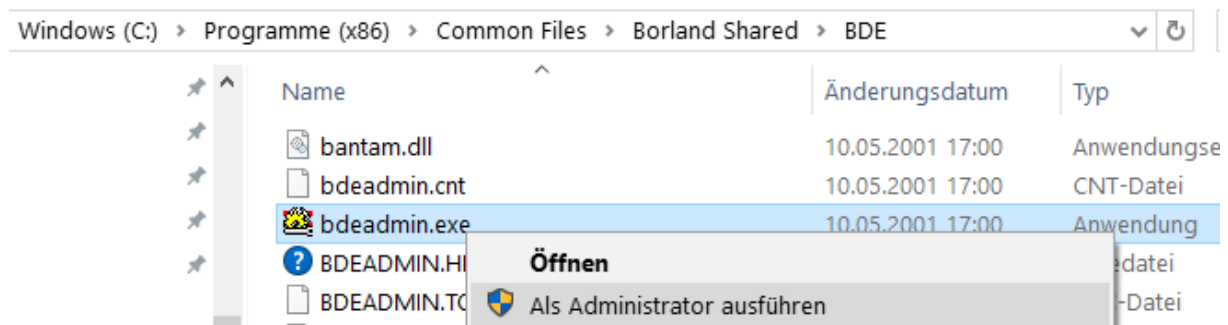 Windows (C:) > Programme (x86) > Common Files > Borland Shared > BDE
Name Änderungsdatum Typ
bantam.dll 10.05.2001 17:00 Anwendungse
bdeadmin.cnt 10.05.2001 17:00 CNT-Datei
bdeadmin.exe 10.05.2001 17:00 Anwendung
BDEADMIN.HI Öffnen edatei
BDEADMIN.TO Als Administrator ausführen -Datei